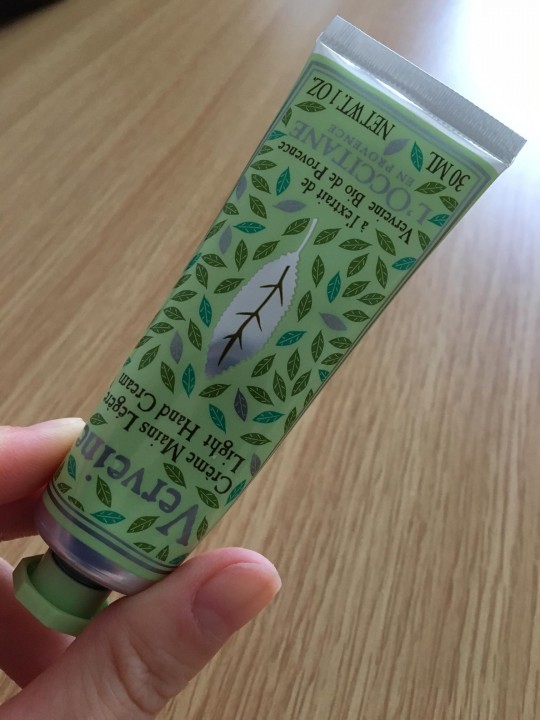 Verveine
Crème Mains Légère
Light Hand Cream
à l'extrait de
Verveine Bio de Provence
L'OCCITANE
EN PROVENCE
30 ML NET WT. 1 OZ